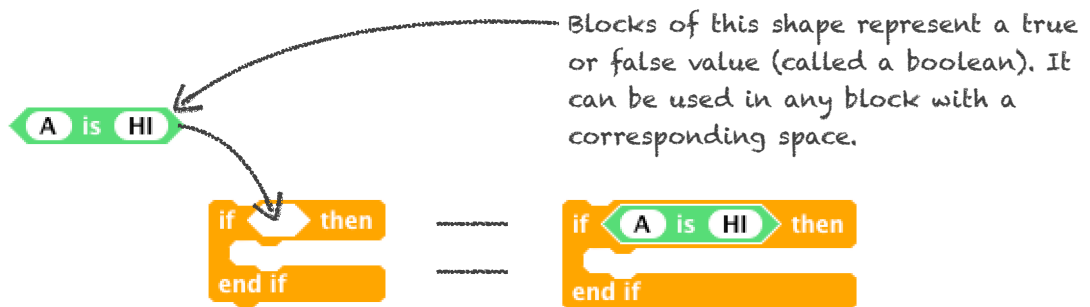 Blocks of this shape represent a true
or false value (called a boolean). It
can be used in any block with a
corresponding space.
A is HI
if then
end if
if A is HI then
end if